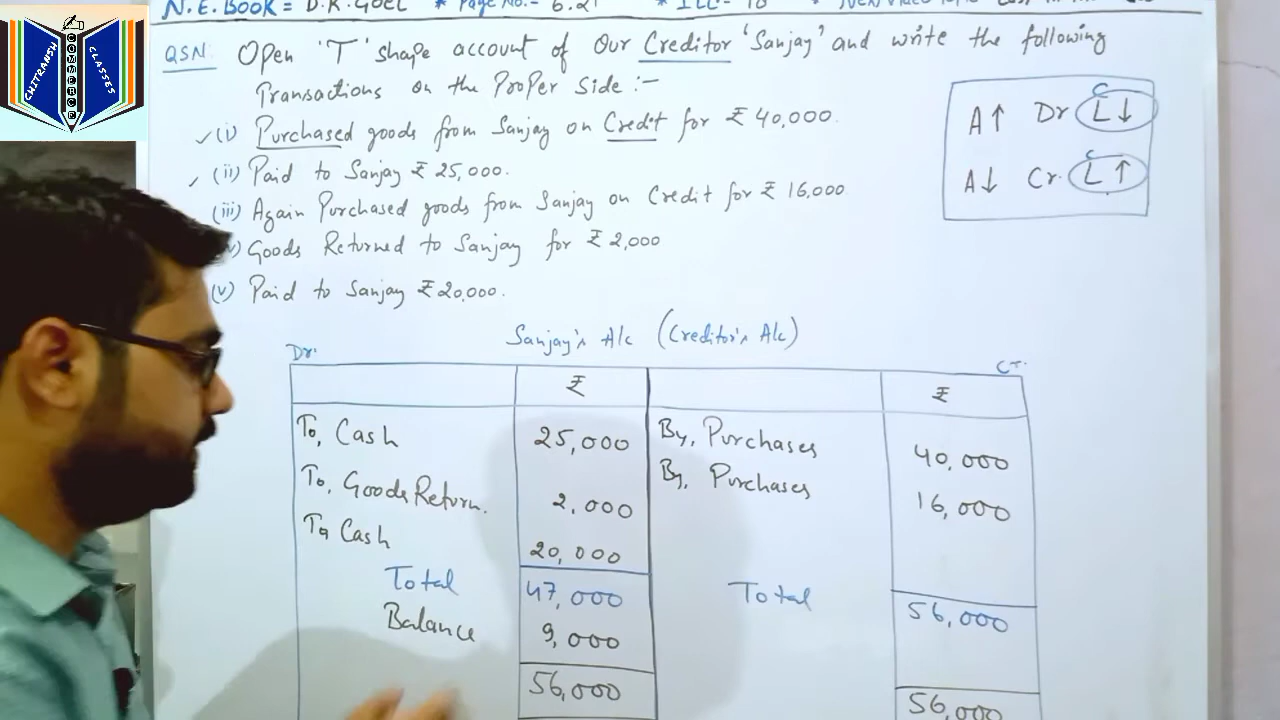 N.E. BOOK = D.K. GOEL * Page No.- 6.21
QSN: Open 'T' shape account of Our Creditor 'Sanjay' and write the following
Transactions on the Proper Side :-
(i) Purchased goods from Sanjay on Credit for ₹ 40,000.
(ii) Paid to Sanjay ₹ 25,000.
(iii) Again Purchased goods from Sanjay on Credit for ₹ 16,000
) Goods Returned to Sanjay for ₹ 2,000
(v) Paid to Sanjay ₹ 20,000.
C
A↑ Dr L↓
C
A↓ Cr. L↑
CHITRANSH COMMERCE CLASSES
Sanjay's A/c (Creditor's A/c)
Dr. Cr.
₹ ₹
To, Cash 25,000 By, Purchases 40,000
To, Goods Return. 2,000 By, Purchases 16,000
To, Cash 20,000
Total 47,000 Total 56,000
Balance 9,000
56,000 56,000